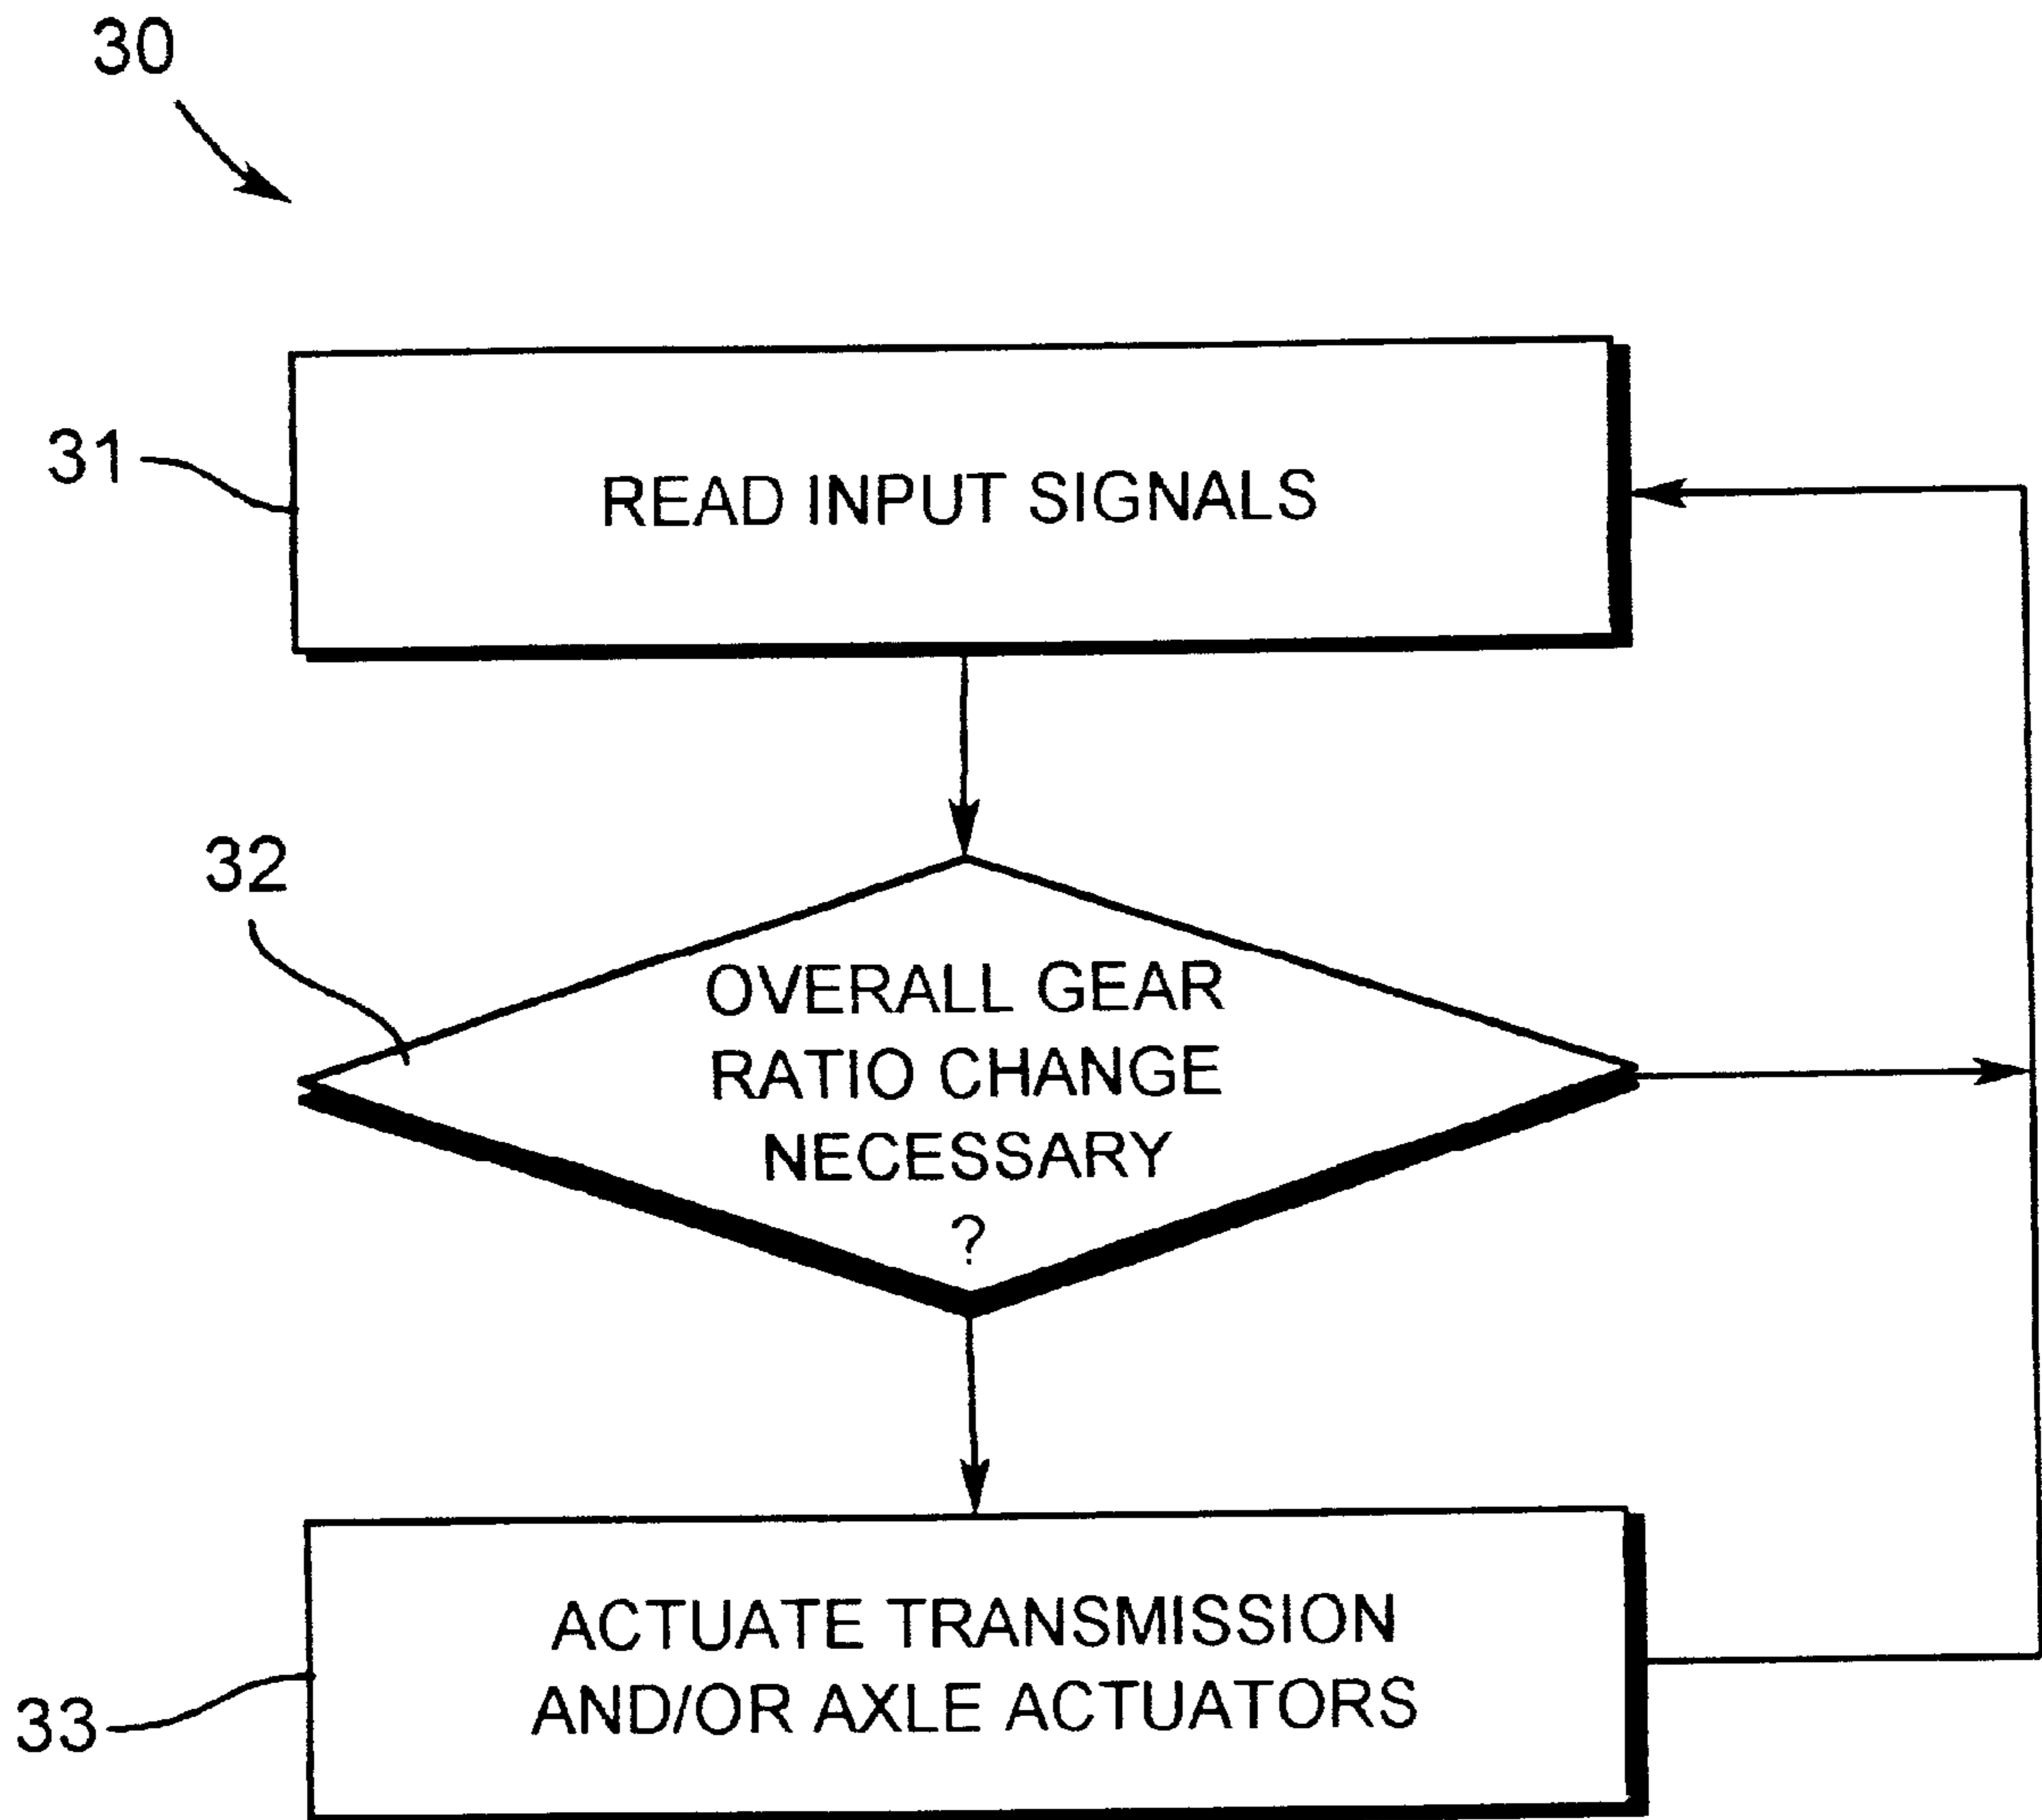 30
31
READ INPUT SIGNALS
32
OVERALL GEAR
RATIO CHANGE
NECESSARY
?
ACTUATE TRANSMISSION
AND/OR AXLE ACTUATORS
33